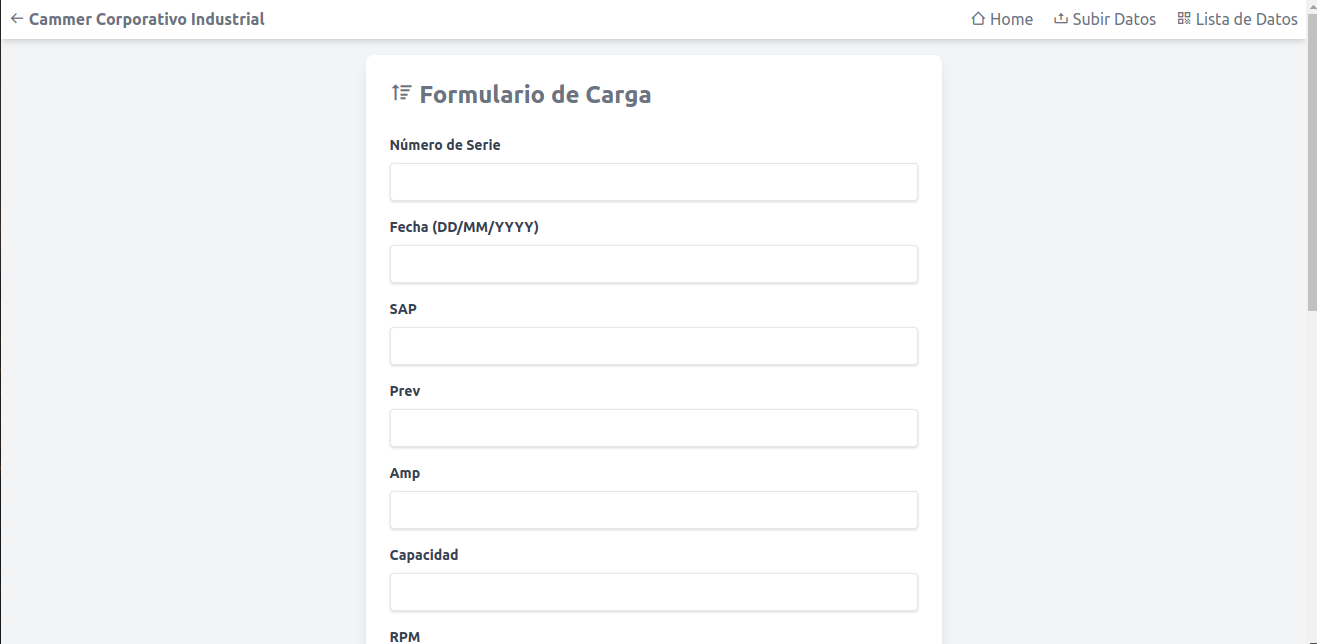 Cammer Corporativo Industrial
Home Subir Datos Lista de Datos
Formulario de Carga
Número de Serie
Fecha (DD/MM/YYYY)
SAP
Prev
Amp
Capacidad
RPM